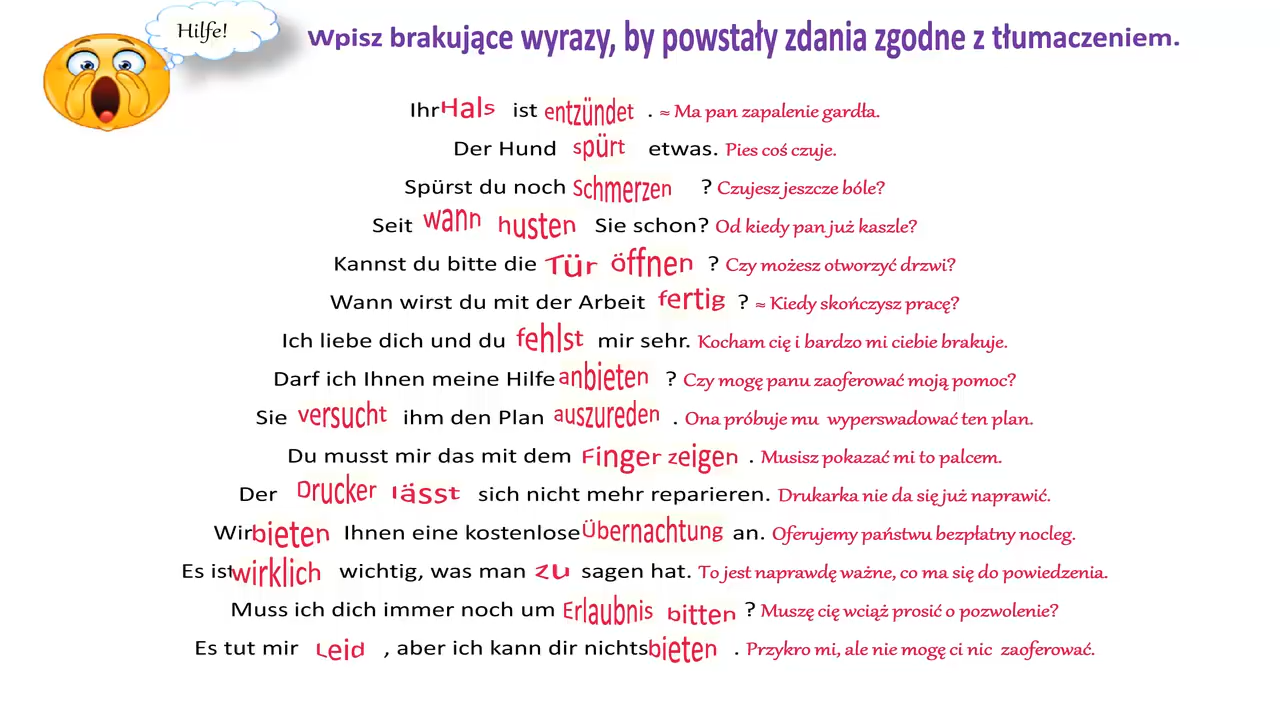 Hilfe!
Wpisz brakujące wyrazy, by powstały zdania zgodne z tłumaczeniem.
Ihr Hals ist entzündet . ≈ Ma pan zapalenie gardła.
Der Hund spürt etwas. Pies coś czuje.
Spürst du noch Schmerzen ? Czujesz jeszcze bóle?
Seit wann husten Sie schon? Od kiedy pan już kaszle?
Kannst du bitte die Tür öffnen ? Czy możesz otworzyć drzwi?
Wann wirst du mit der Arbeit fertig ? ≈ Kiedy skończysz pracę?
Ich liebe dich und du fehlst mir sehr. Kocham cię i bardzo mi ciebie brakuje.
Darf ich Ihnen meine Hilfe anbieten ? Czy mogę panu zaoferować moją pomoc?
Sie versucht ihm den Plan auszureden . Ona próbuje mu wyperswadować ten plan.
Du musst mir das mit dem Finger zeigen . Musisz pokazać mi to palcem.
Der Drucker lässt sich nicht mehr reparieren. Drukarka nie da się już naprawić.
Wir bieten Ihnen eine kostenlose Übernachtung an. Oferujemy państwu bezpłatny nocleg.
Es ist wirklich wichtig, was man zu sagen hat. To jest naprawdę ważne, co ma się do powiedzenia.
Muss ich dich immer noch um Erlaubnis bitten ? Muszę cię wciąż prosić o pozwolenie?
Es tut mir Leid , aber ich kann dir nichts bieten . Przykro mi, ale nie mogę ci nic zaoferować.